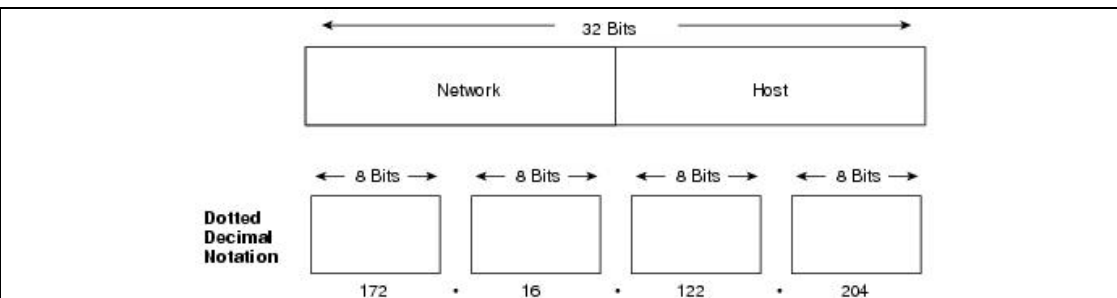 32 Bits
Network Host
8 Bits 8 Bits 8 Bits 8 Bits
Dotted
Decimal
Notation
172 . 16 . 122 . 204